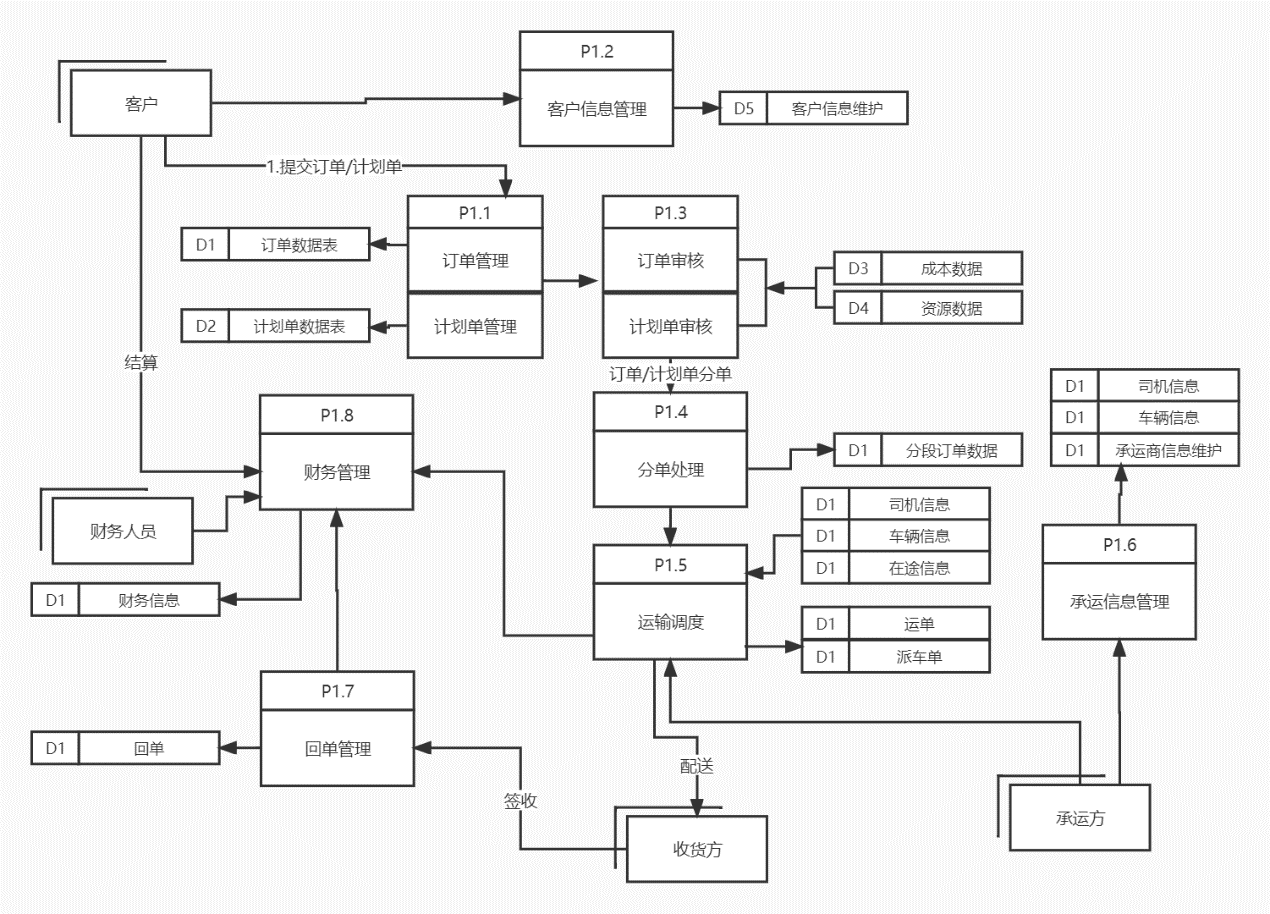 P1.2
客户
客户信息管理
D5 客户信息维护
1.提交订单/计划单
P1.1
P1.3
D1 订单数据表
订单管理
订单审核
D3 成本数据
D4 资源数据
D2 计划单数据表
计划单管理
计划单审核
结算
订单/计划单分单
D1 司机信息
D1 车辆信息
D1 承运商信息维护
P1.8
P1.4
财务管理
分单处理
D1 分段订单数据
D1 司机信息
D1 车辆信息
D1 在途信息
财务人员
P1.5
P1.6
D1 财务信息
运输调度
承运信息管理
D1 运单
D1 派车单
P1.7
D1 回单
回单管理
配送
签收
承运方
收货方